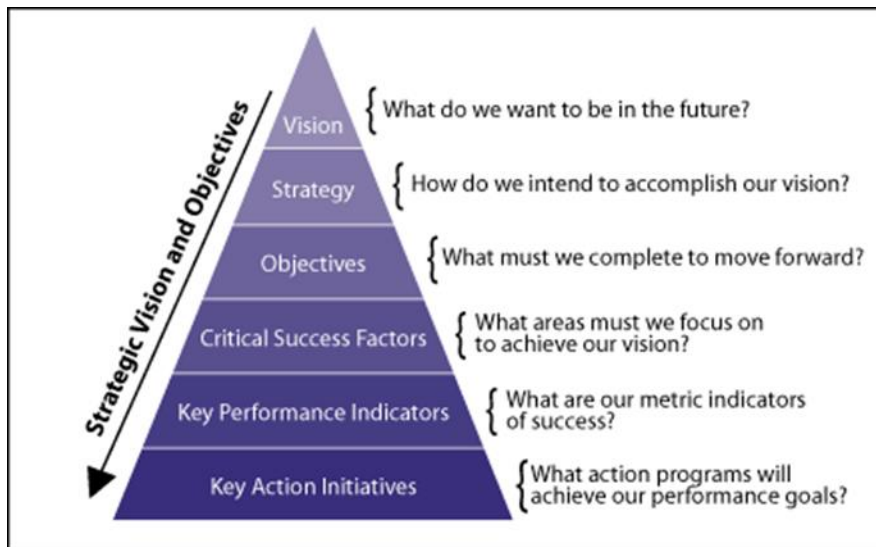 Strategic Vision and Objectives
Vision
What do we want to be in the future?
Strategy
How do we intend to accomplish our vision?
Objectives
What must we complete to move forward?
Critical Success Factors
What areas must we focus on
to achieve our vision?
Key Performance Indicators
What are our metric indicators
of success?
Key Action Initiatives
What action programs will
achieve our performance goals?